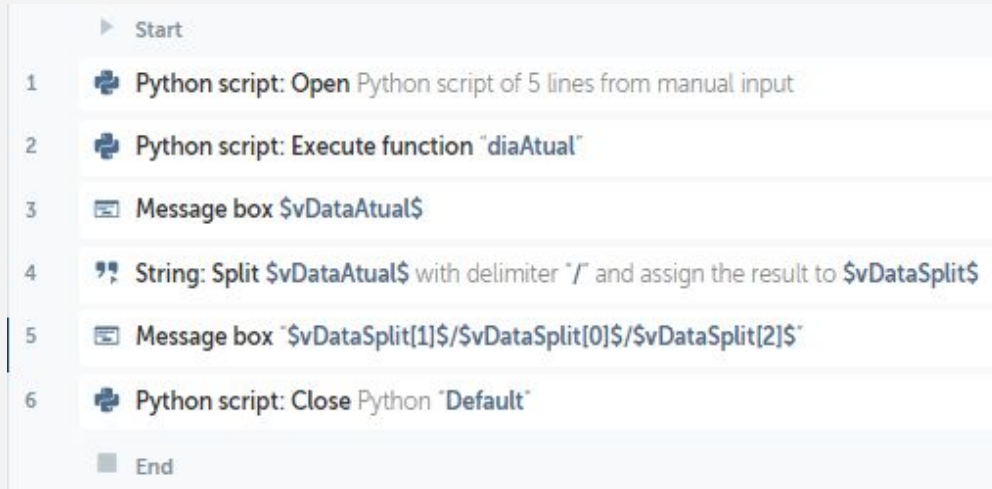 Start
1 Python script: Open Python script of 5 lines from manual input
2 Python script: Execute function "diaAtual"
3 Message box $vDataAtual$
4 String: Split $vDataAtual$ with delimiter "/" and assign the result to $vDataSplit$
5 Message box "$vDataSplit[1]$/$vDataSplit[0]$/$vDataSplit[2]$"
6 Python script: Close Python "Default"
End